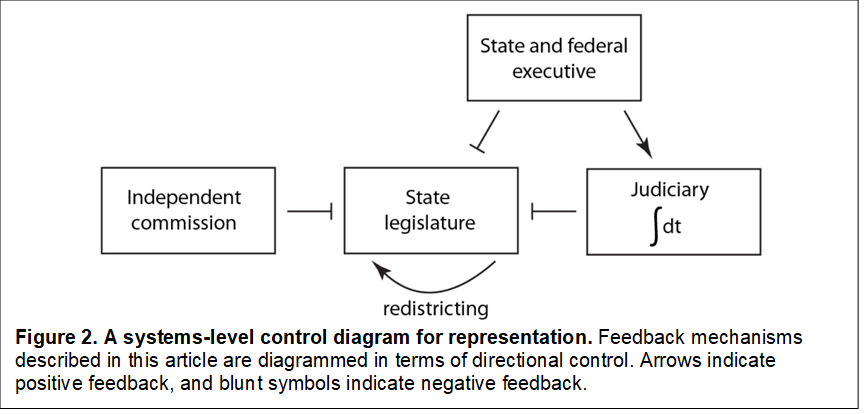 State and federal
executive
Independent
commission
State
legislature
Judiciary
∫dt
redistricting
Figure 2. A systems-level control diagram for representation. Feedback mechanisms
described in this article are diagrammed in terms of directional control. Arrows indicate
positive feedback, and blunt symbols indicate negative feedback.